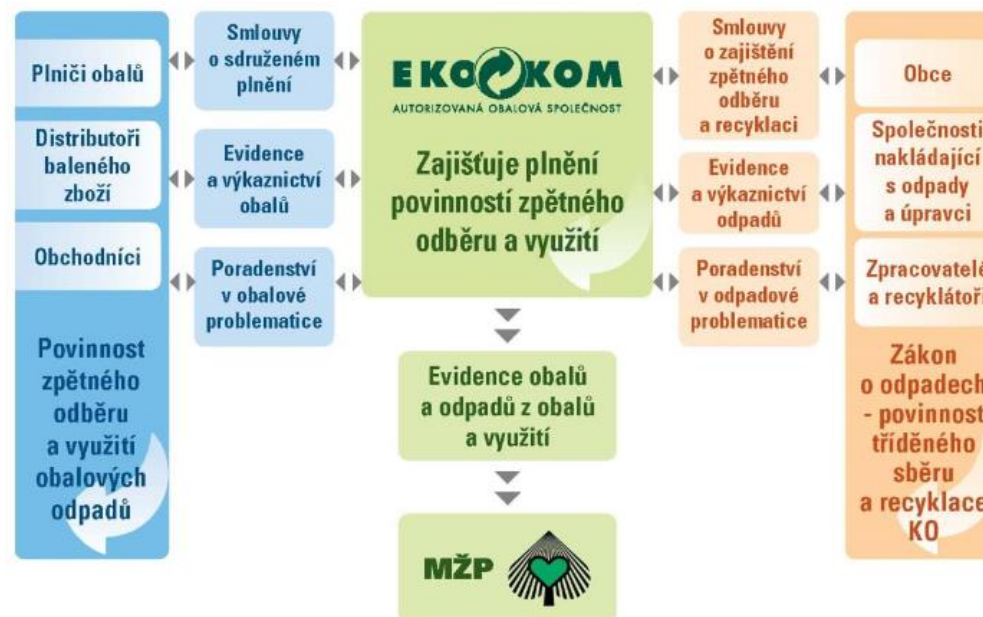 Plniči obalů
Distributoři
baleného
zboží
Obchodníci
Povinnost
zpětného
odběru
a využití
obalových
odpadů
Smlouvy
o sdruženém
plnění
Evidence
a výkaznictví
obalů
Poradenství
v obalové
problematice
EKO KOM
AUTORIZOVANÁ OBALOVÁ SPOLEČNOST
Zajišťuje plnění
povinností zpětného
odběru a využití
Evidence obalů
a odpadů z obalů
a využití
MŽP
Smlouvy
o zajištění
zpětného
odběru
a recyklaci
Evidence
a výkaznictví
odpadů
Poradenství
v odpadové
problematice
Obce
Společnosti
nakládající
s odpady
a úpravci
Zpracovatelé
a recyklátoři
Zákon
o odpadech
- povinnost
tříděného
sběru
a recyklace
KO